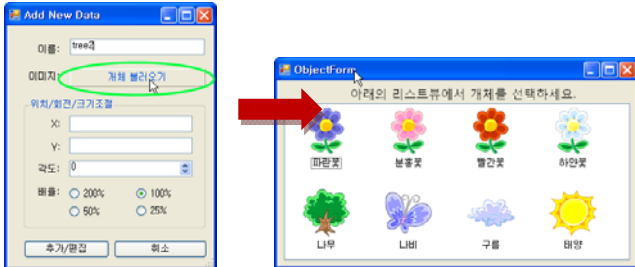 Add New Data
이름: tree2
이미지: 개체 불러오기
위치/회전/크기조절
X:
Y:
각도: 0
배율: 200% 100%
50% 25%
추가/편집 취소
ObjectForm
아래의 리스트뷰에서 개체를 선택하세요.
파란꽃 분홍꽃 빨간꽃 하얀꽃
나무 나비 구름 태양